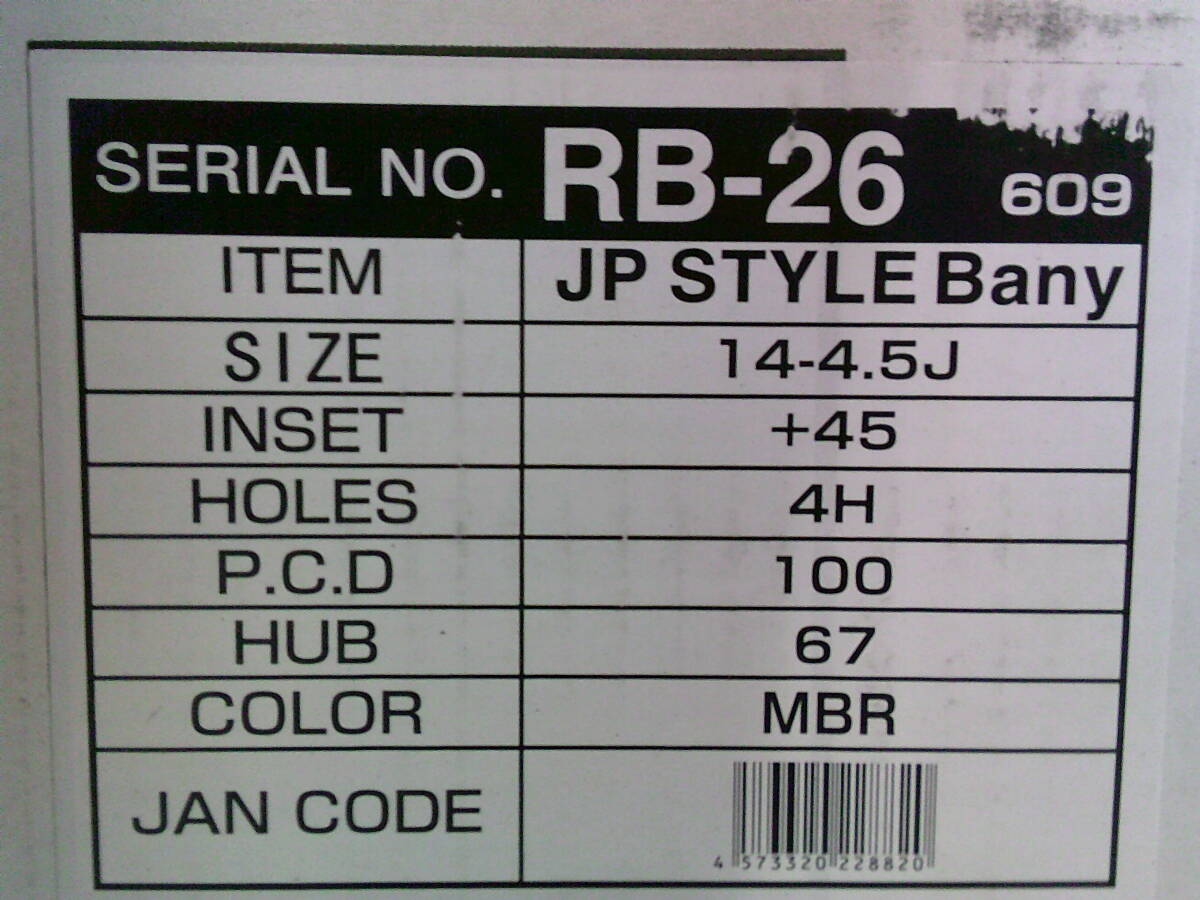 SERIAL NO. RB-26 609
ITEM JP STYLE Bany
SIZE 14-4.5J
INSET +45
HOLES 4H
P.C.D 100
HUB 67
COLOR MBR
JAN CODE
4 573320 228820